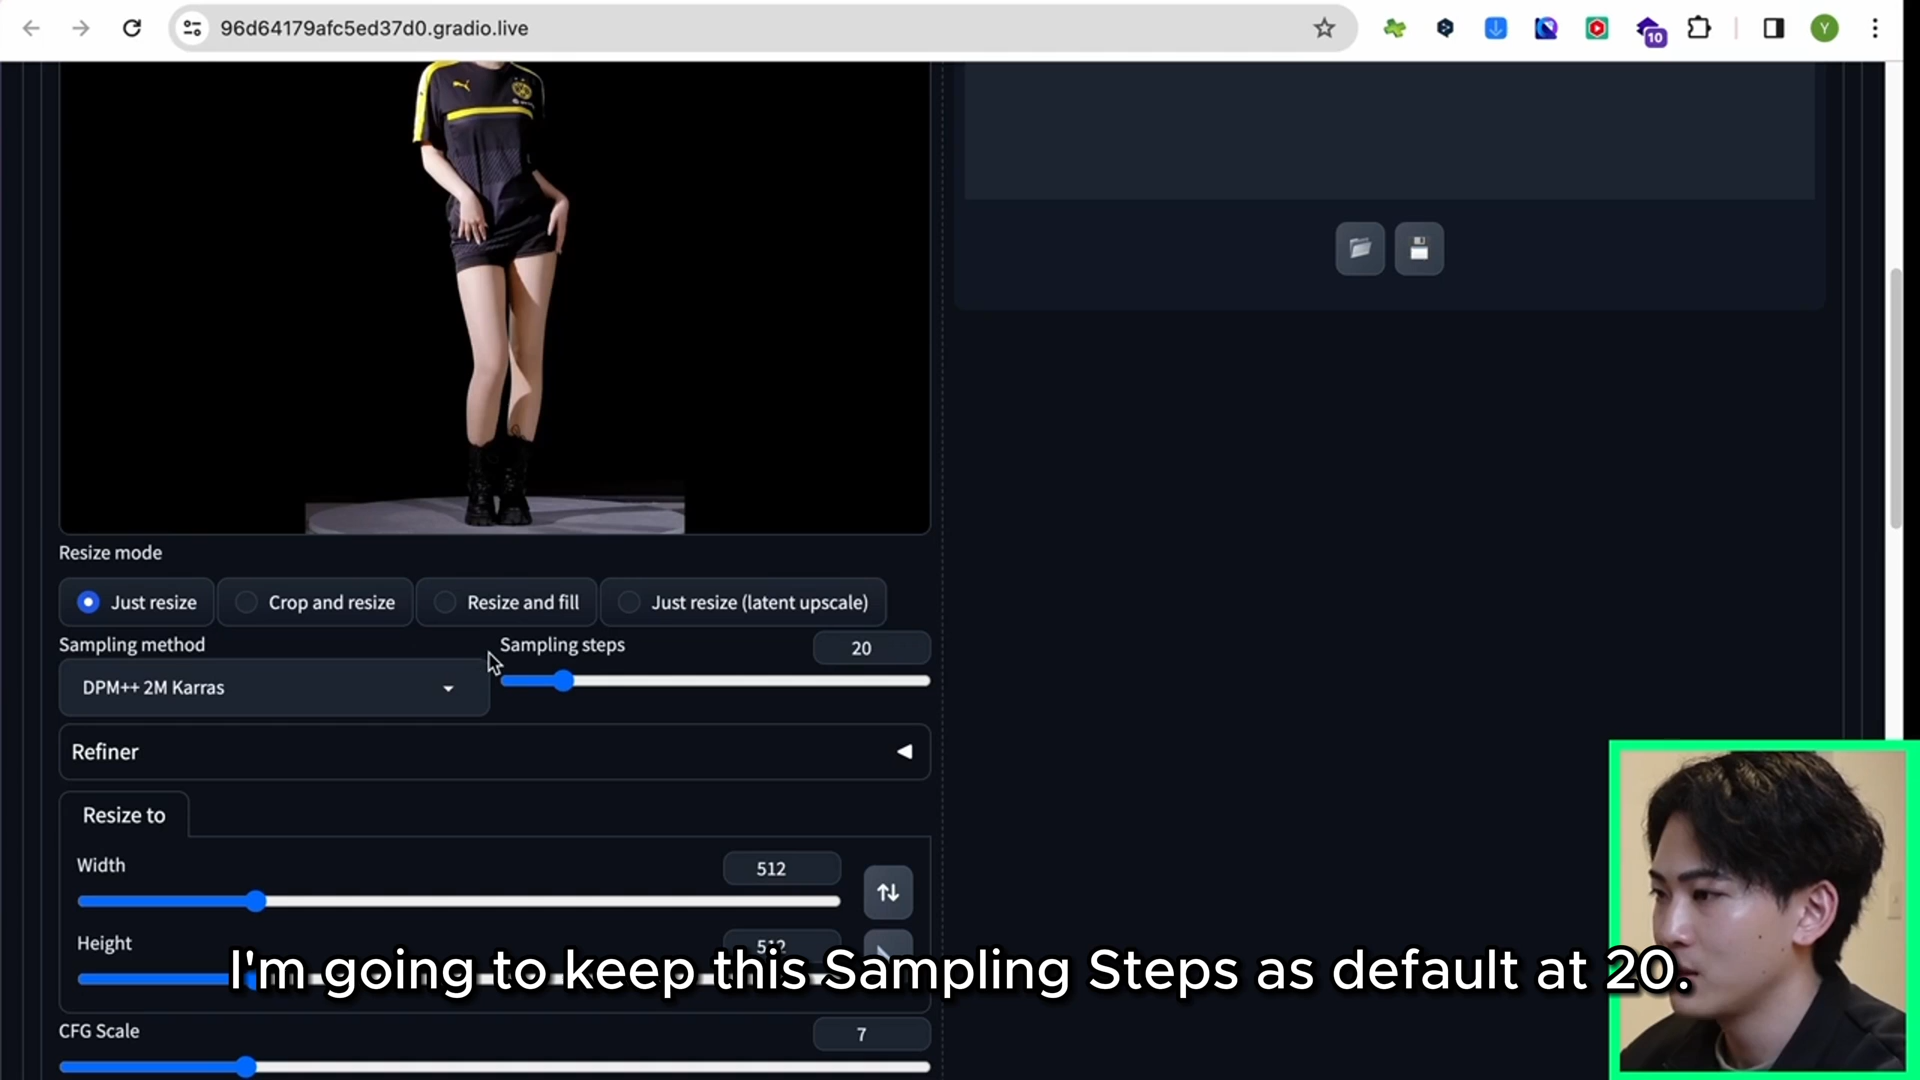 96d64179afc5ed37d0.gradio.live
10
Y
Resize mode
Just resize
Crop and resize
Resize and fill
Just resize (latent upscale)
Sampling method
Sampling steps
20
DPM++ 2M Karras
Refiner
Resize to
Width
512
Height
512
I'm going to keep this Sampling Steps as default at 20.
CFG Scale
7